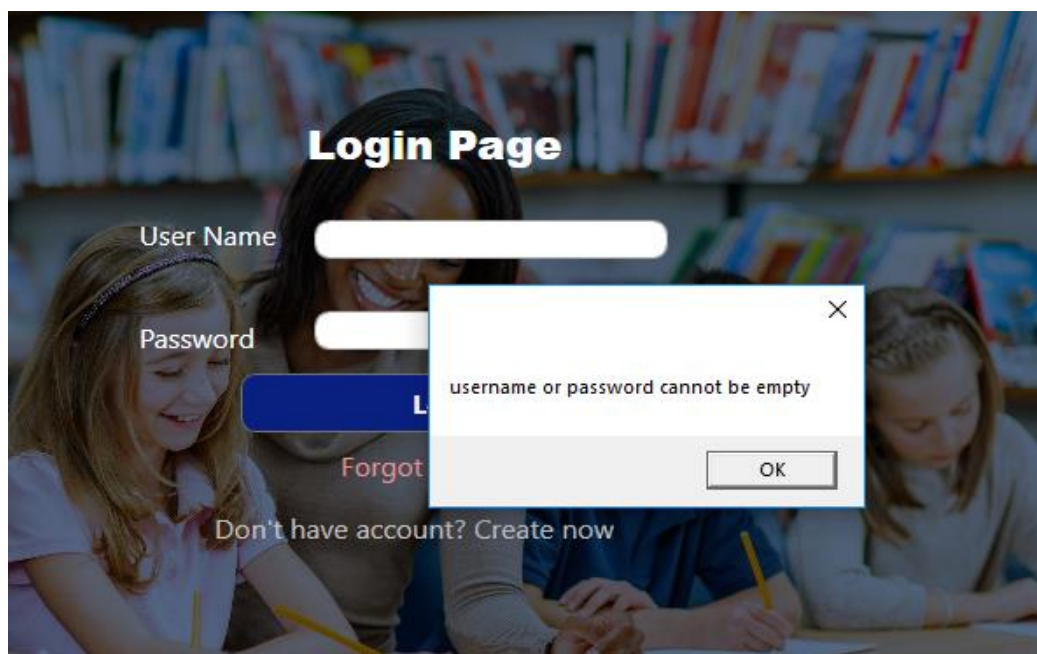 Login Page
User Name
Password
username or password cannot be empty
L
Forgot
OK
Don't have account? Create now